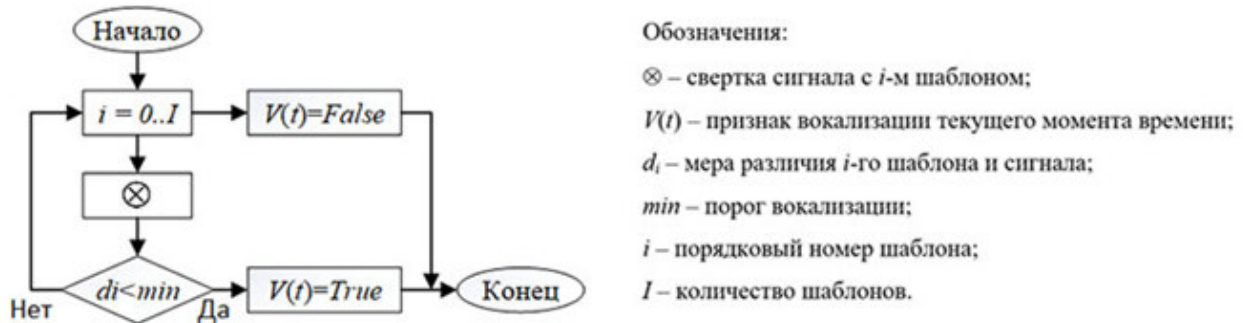 Начало
i = 0..I
V(t)=False
⊗
di<min
Нет
Да
V(t)=True
Конец
Обозначения:
⊗ – свертка сигнала с i-м шаблоном;
V(t) – признак вокализации текущего момента времени;
dᵢ – мера различия i-го шаблона и сигнала;
min – порог вокализации;
i – порядковый номер шаблона;
I – количество шаблонов.